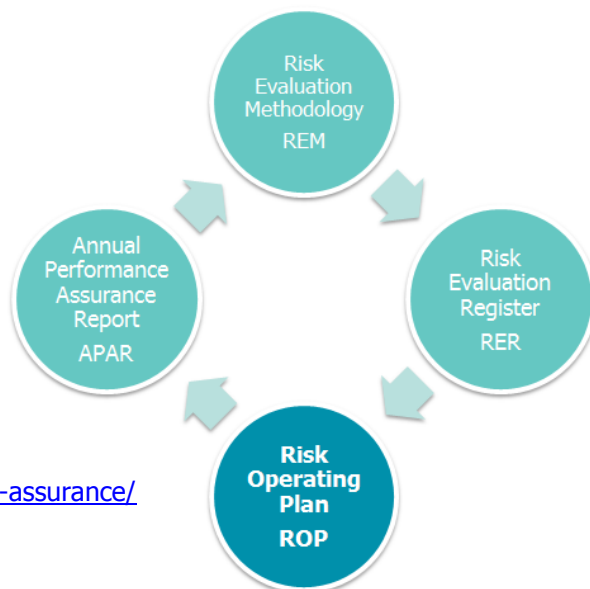 Risk
Evaluation
Methodology
REM
Annual
Performance
Assurance
Report
APAR
Risk
Evaluation
Register
RER
-assurance/
Risk
Operating
Plan
ROP